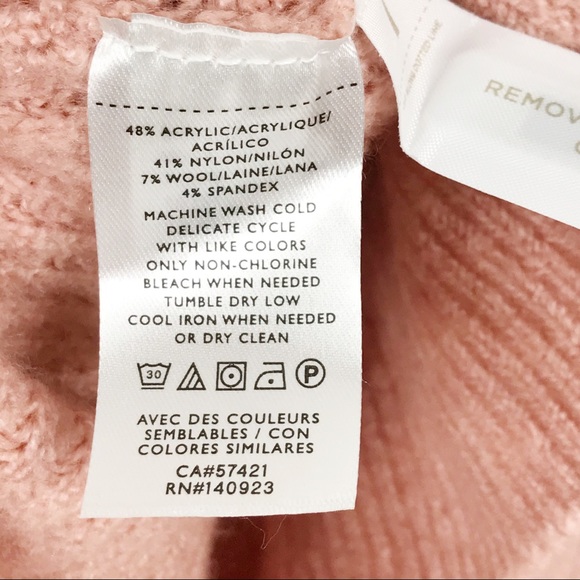 48% ACRYLIC/ACRYLIQUE/
ACRÍLICO
41% NYLON/NILÓN
7% WOOL/LAINE/LANA
4% SPANDEX
MACHINE WASH COLD
DELICATE CYCLE
WITH LIKE COLORS
ONLY NON-CHLORINE
BLEACH WHEN NEEDED
TUMBLE DRY LOW
COOL IRON WHEN NEEDED
OR DRY CLEAN
30 P
AVEC DES COULEURS
SEMBLABLES / CON
COLORES SIMILARES
CA#57421
RN#140923
REMOV